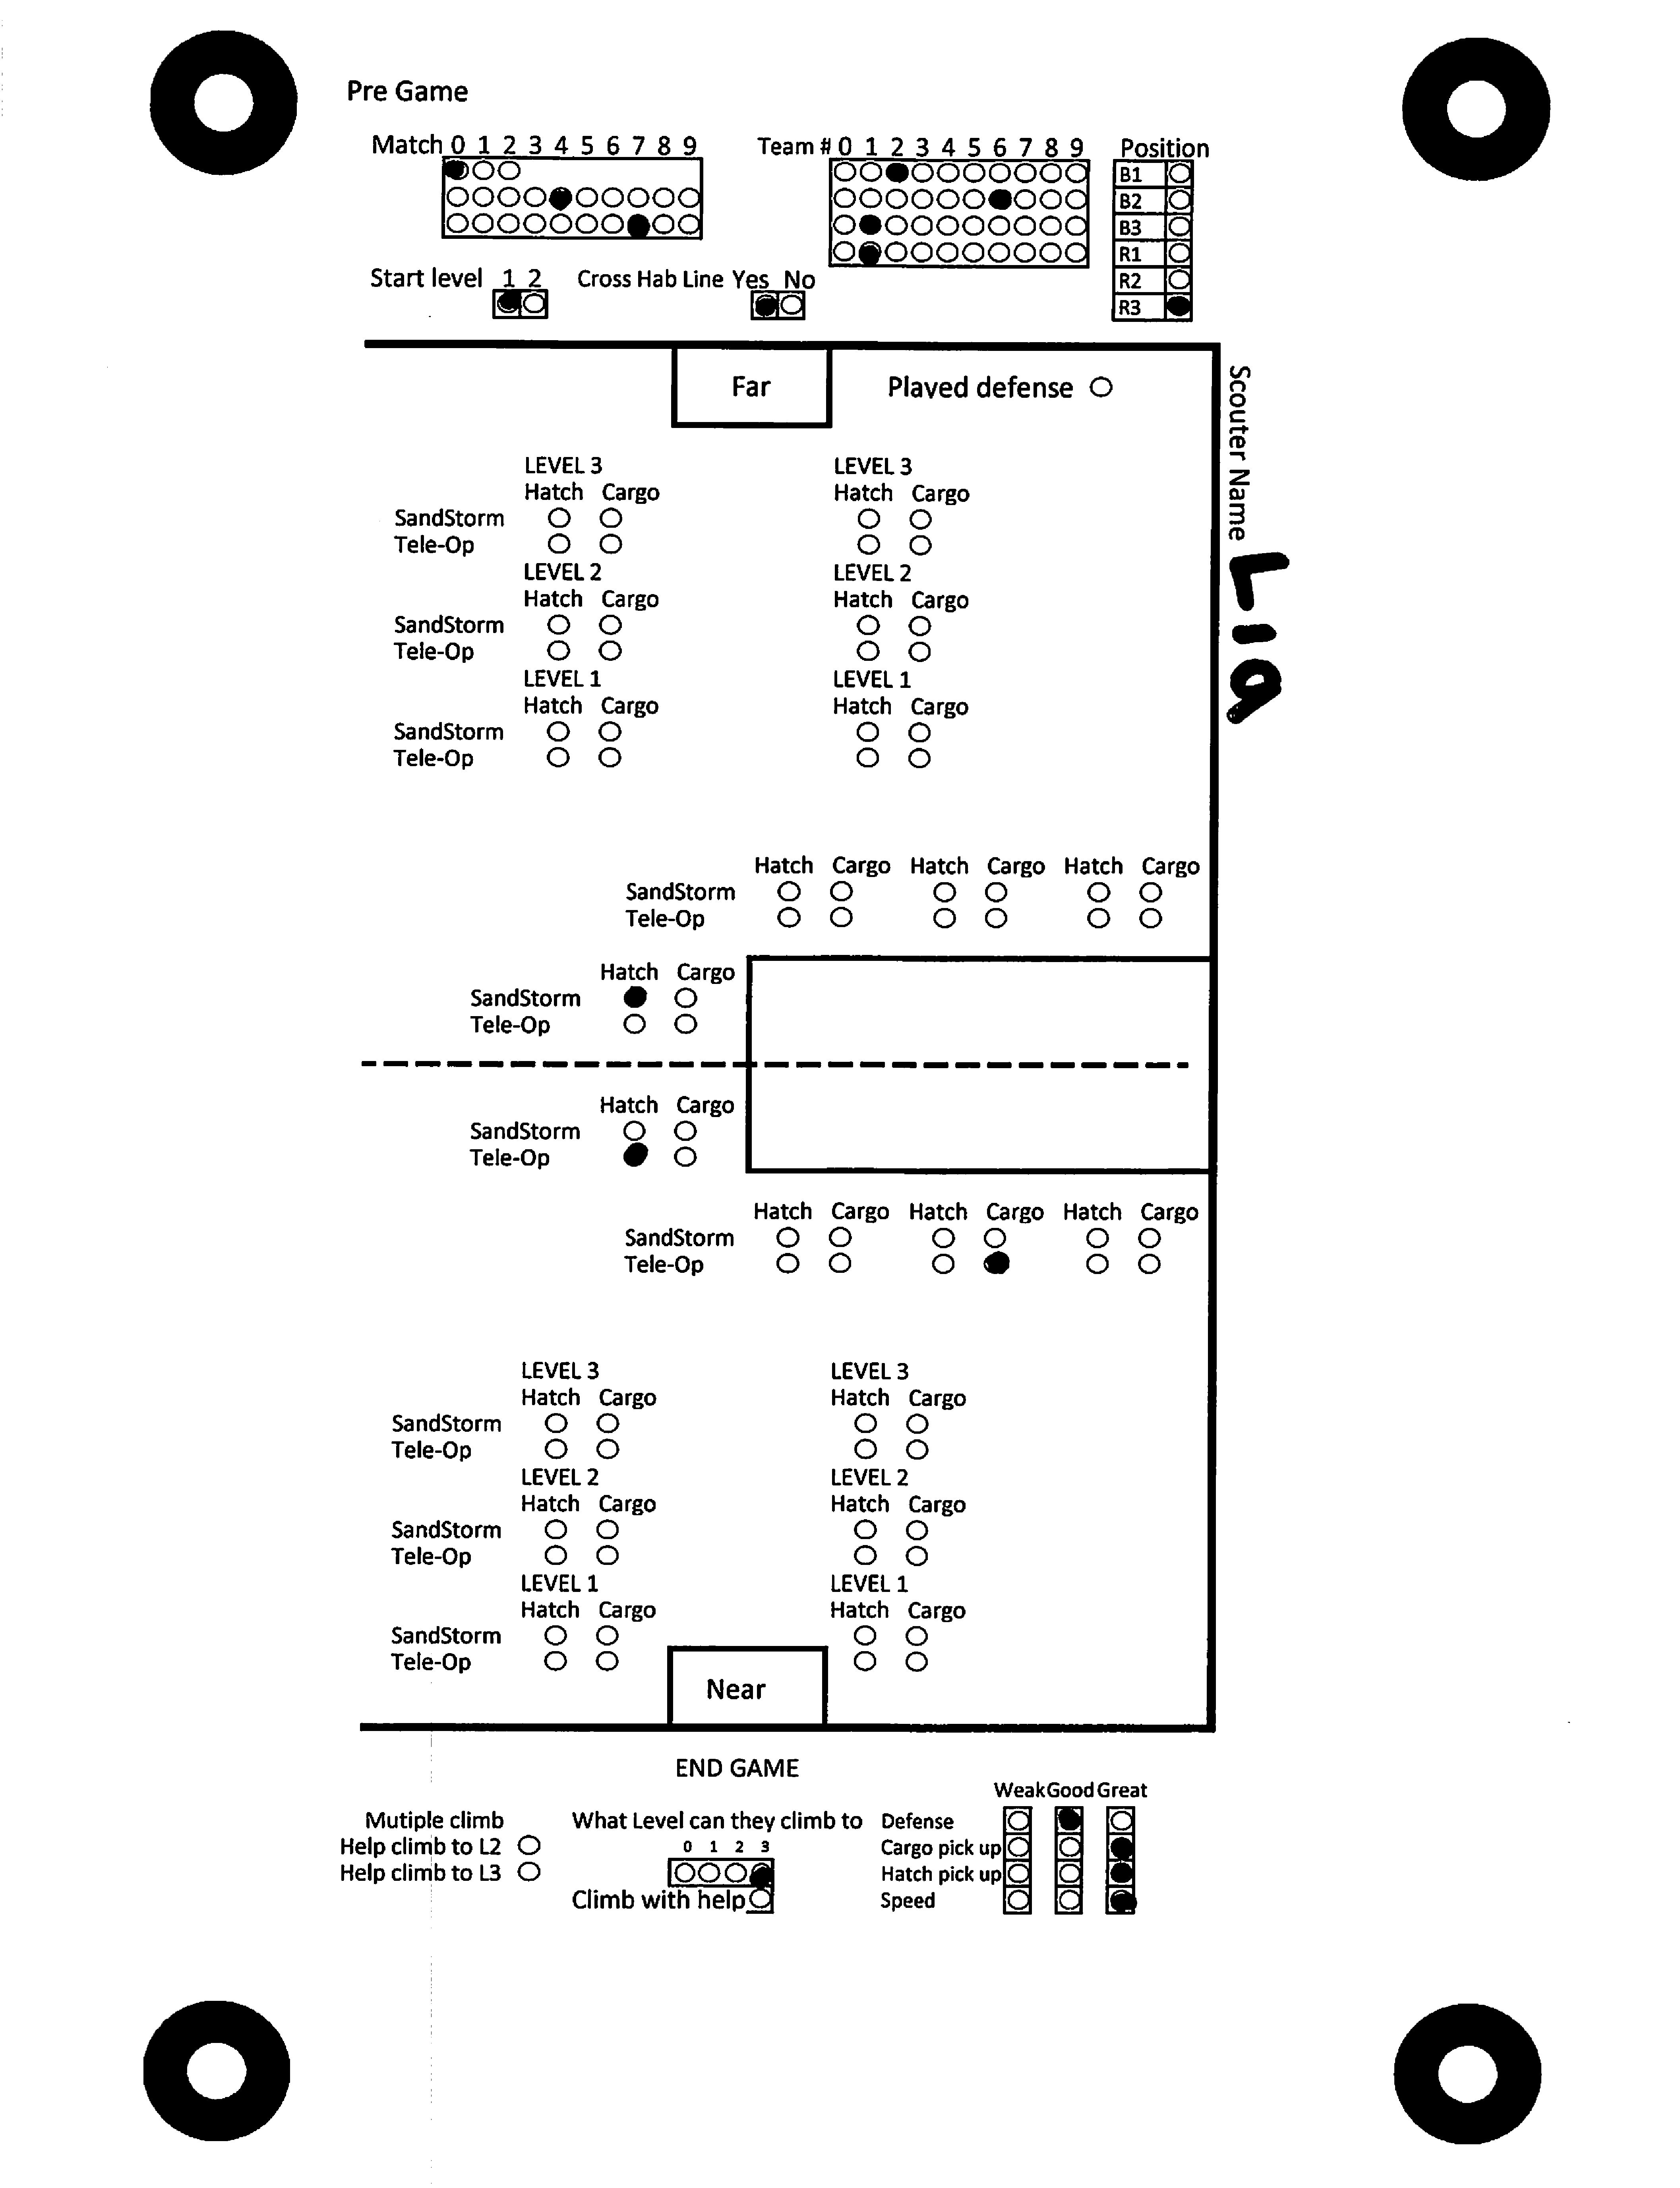 Pre Game
Match 0 1 2 3 4 5 6 7 8 9
Team # 0 1 2 3 4 5 6 7 8 9
Position
B1
B2
B3
R1
R2
R3
Start level 1 2
Cross Hab Line Yes No
Far
Plaved defense
Scouter Name Lia
LEVEL 3 LEVEL 3
Hatch Cargo Hatch Cargo
SandStorm
Tele-Op
LEVEL 2 LEVEL 2
Hatch Cargo Hatch Cargo
SandStorm
Tele-Op
LEVEL 1 LEVEL 1
Hatch Cargo Hatch Cargo
SandStorm
Tele-Op
Hatch Cargo Hatch Cargo Hatch Cargo
SandStorm
Tele-Op
Hatch Cargo
SandStorm
Tele-Op
Hatch Cargo
SandStorm
Tele-Op
Hatch Cargo Hatch Cargo Hatch Cargo
SandStorm
Tele-Op
LEVEL 3 LEVEL 3
Hatch Cargo Hatch Cargo
SandStorm
Tele-Op
LEVEL 2 LEVEL 2
Hatch Cargo Hatch Cargo
SandStorm
Tele-Op
LEVEL 1 LEVEL 1
Hatch Cargo Hatch Cargo
SandStorm
Tele-Op
Near
END GAME
Mutiple climb
Help climb to L2
Help climb to L3
What Level can they climb to
0 1 2 3
Climb with help
Weak Good Great
Defense
Cargo pick up
Hatch pick up
Speed